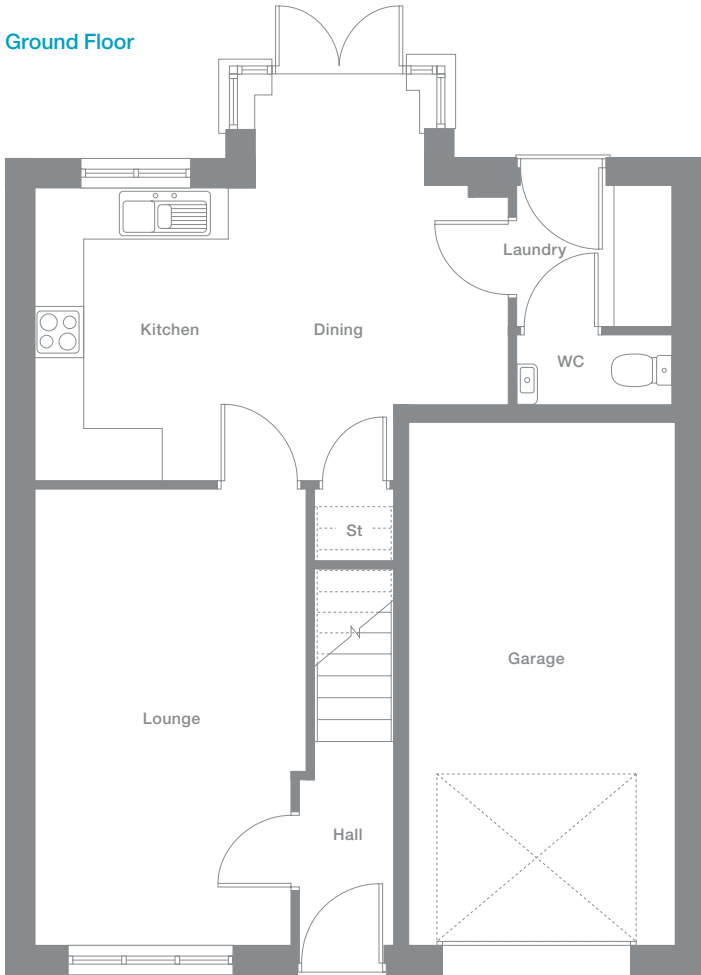 Ground Floor
Laundry
Kitchen
Dining
WC
St
Garage
Lounge
Hall